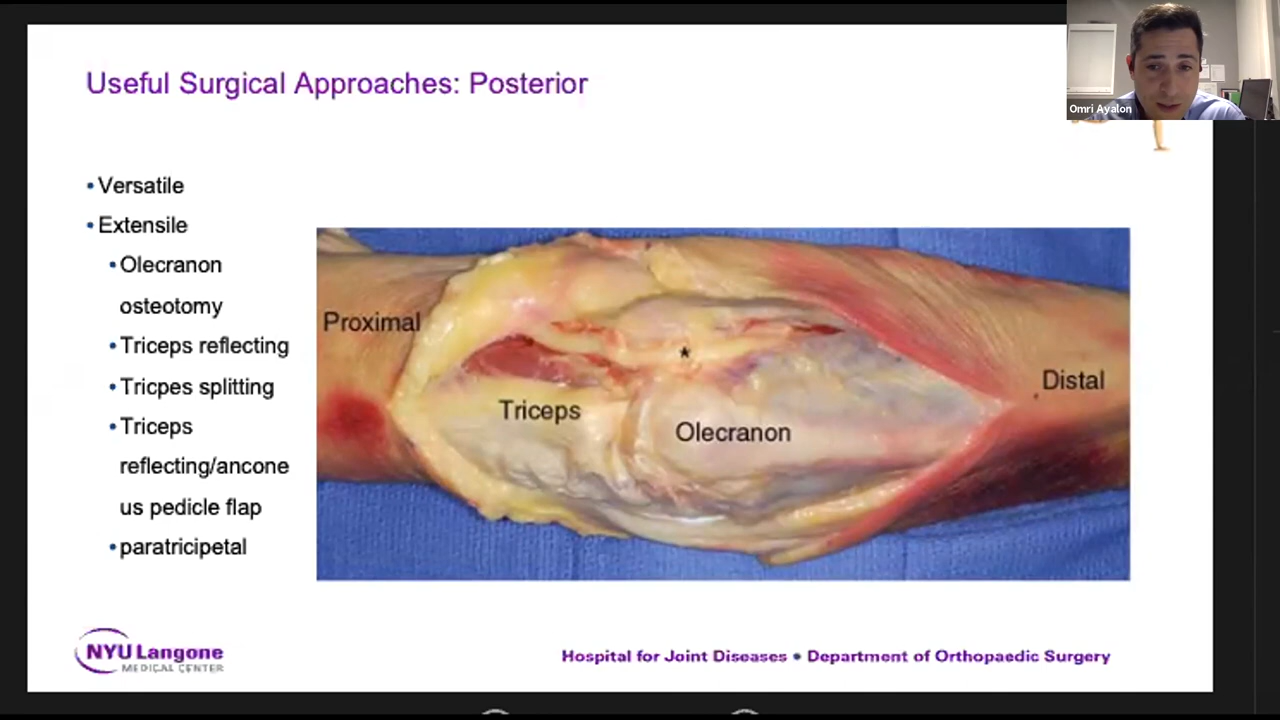 Useful Surgical Approaches: Posterior
Omri Ayalon
•Versatile
•Extensile
•Olecranon
osteotomy
•Triceps reflecting
•Tricpes splitting
•Triceps
reflecting/ancone
us pedicle flap
•paratricipetal
Proximal
*
Distal
Triceps
Olecranon
NYU Langone
MEDICAL CENTER
Hospital for Joint Diseases • Department of Orthopaedic Surgery